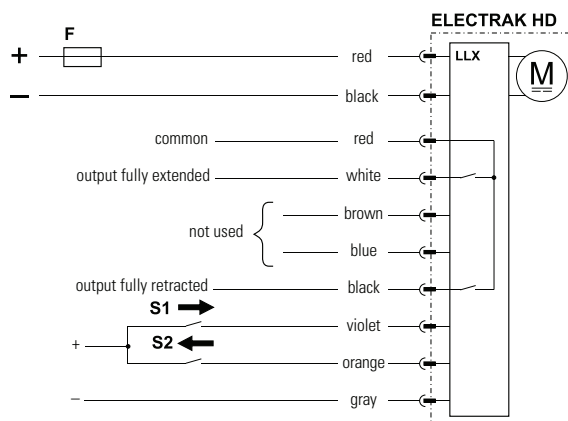 ELECTRAK HD
F
+ red LLX M
− black
common red
output fully extended white
brown
not used
blue
output fully retracted black
S1 violet
+ S2
orange
− gray